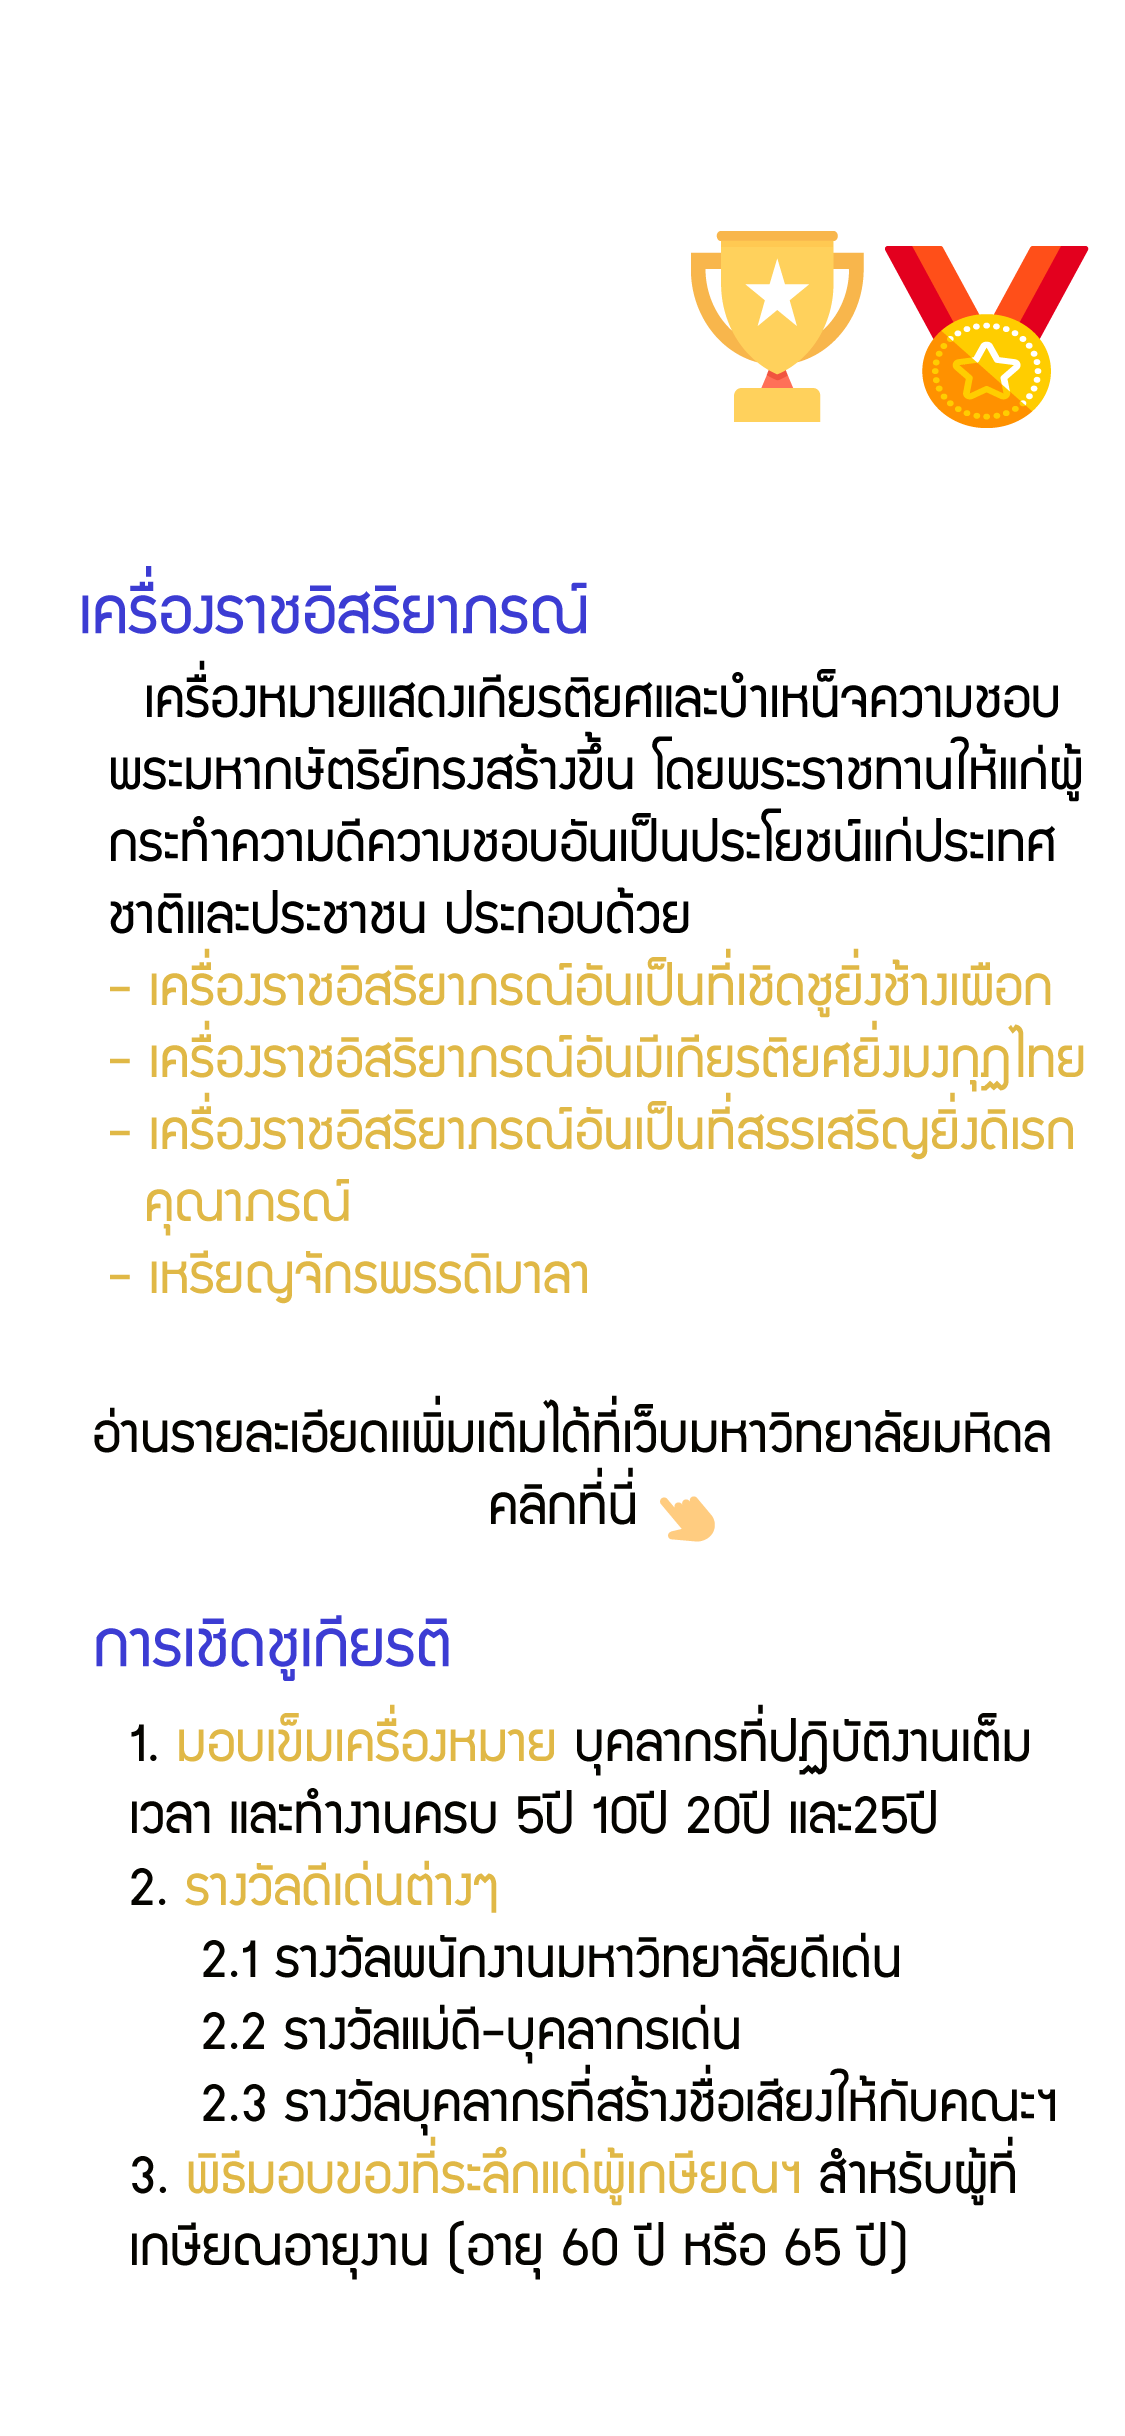 เครื่องราชอิสริยาภรณ์
เครื่องหมายแสดงเกียรติยศและบำเหน็จความชอบ
พระมหากษัตริย์ทรงสร้างขึ้น โดยพระราชทานให้แก่ผู้
กระทำความดีความชอบอันเป็นประโยชน์แก่ประเทศ
ชาติและประชาชน ประกอบด้วย
- เครื่องราชอิสริยาภรณ์อันเป็นที่เชิดชูยิ่งช้างเผือก
- เครื่องราชอิสริยาภรณ์อันมีเกียรติยศยิ่งมงกุฎไทย
- เครื่องราชอิสริยาภรณ์อันเป็นที่สรรเสริญยิ่งดิเรก
คุณาภรณ์
- เหรียญจักรพรรดิมาลา
อ่านรายละเอียดแพิ่มเติมได้ที่เว็บมหาวิทยาลัยมหิดล
คลิกที่นี่
การเชิดชูเกียรติ
1. มอบเข็มเครื่องหมาย บุคลากรที่ปฏิบัติงานเต็ม
เวลา และทำงานครบ 5ปี 10ปี 20ปี และ25ปี
2. รางวัลดีเด่นต่างๆ
2.1 รางวัลพนักงานมหาวิทยาลัยดีเด่น
2.2 รางวัลแม่ดี-บุคลากรเด่น
2.3 รางวัลบุคลากรที่สร้างชื่อเสียงให้กับคณะฯ
3. พิธีมอบของที่ระลึกแด่ผู้เกษียณฯ สำหรับผู้ที่
เกษียณอายุงาน (อายุ 60 ปี หรือ 65 ปี)